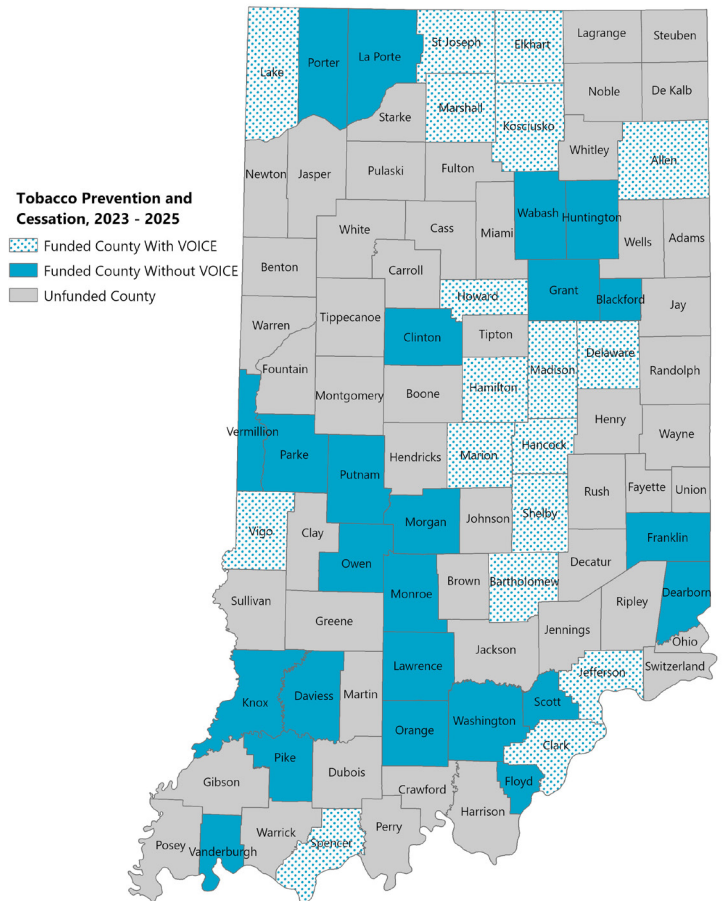 Lagrange
Steuben
St Joseph
Elkhart
La Porte
Porter
Lake
Noble
De Kalb
Marshall
Starke
Kosciusko
Whitley
Allen
Newton
Jasper
Pulaski
Fulton
Tobacco Prevention and
Cessation, 2023 - 2025
Funded County With VOICE
Funded County Without VOICE
Unfunded County
Wabash
Huntington
White
Cass
Miami
Wells
Adams
Benton
Carroll
Grant
Blackford
Howard
Jay
Tippecanoe
Warren
Clinton
Tipton
Delaware
Fountain
Madison
Randolph
Hamilton
Montgomery
Boone
Henry
Vermillion
Wayne
Hancock
Parke
Hendricks
Marion
Putnam
Fayette
Union
Rush
Shelby
Morgan
Johnson
Vigo
Clay
Franklin
Owen
Decatur
Brown
Bartholomew
Dearborn
Monroe
Sullivan
Ripley
Greene
Jennings
Ohio
Jackson
Lawrence
Switzerland
Jefferson
Martin
Daviess
Knox
Scott
Washington
Orange
Clark
Pike
Dubois
Floyd
Gibson
Crawford
Harrison
Perry
Warrick
Spencer
Posey
Vanderburgh